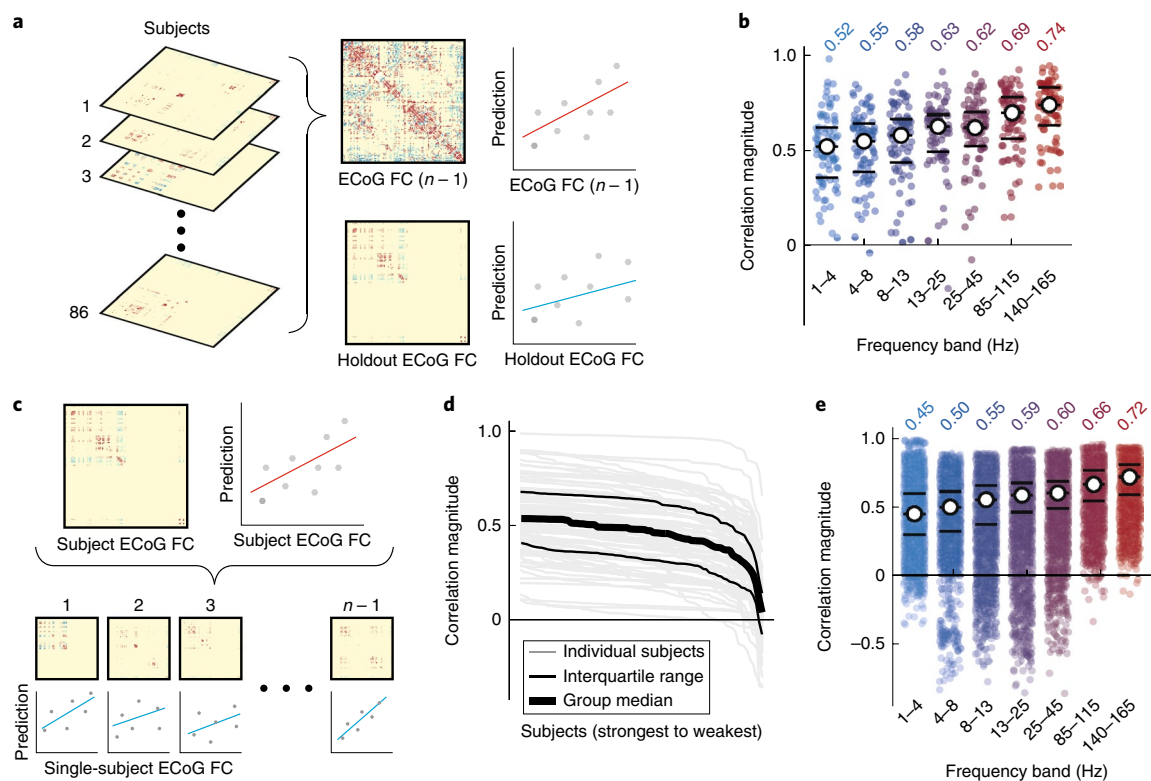 a
Subjects
1
2
3
86
ECoG FC (n − 1)
Prediction
ECoG FC (n − 1)
Holdout ECoG FC
Prediction
Holdout ECoG FC
b
0.52 0.55 0.58 0.63 0.62 0.69 0.74
1.0
0.5
0
Correlation magnitude
1–4 4–8 8–13 13–25 25–45 85–115 140–165
Frequency band (Hz)
c
Subject ECoG FC
Prediction
Subject ECoG FC
1 2 3 n − 1
Prediction
Single-subject ECoG FC
d
1.0
0.5
0
Correlation magnitude
Individual subjects
Interquartile range
Group median
Subjects (strongest to weakest)
e
0.45 0.50 0.55 0.59 0.60 0.66 0.72
1.0
0.5
0
−0.5
Correlation magnitude
1–4 4–8 8–13 13–25 25–45 85–115 140–165
Frequency band (Hz)